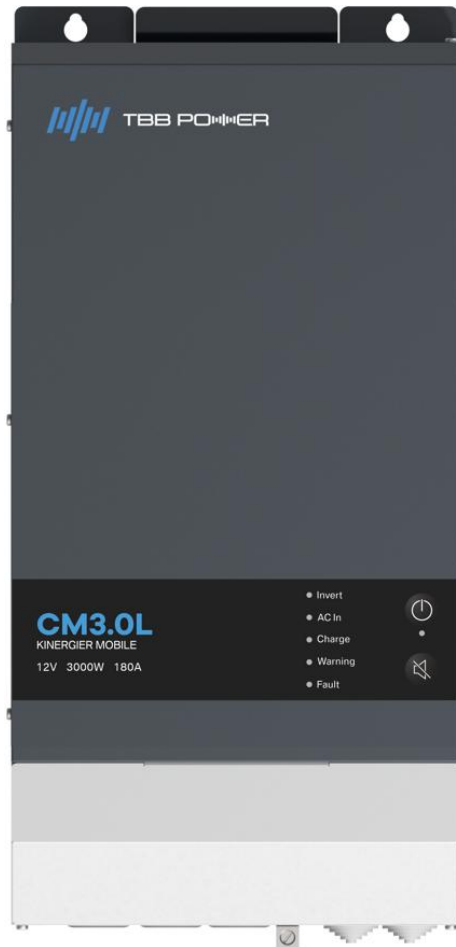 TBB POWER
Invert
AC In
Charge
Warning
Fault
CM3.0L
KINERGIER MOBILE
12V 3000W 180A